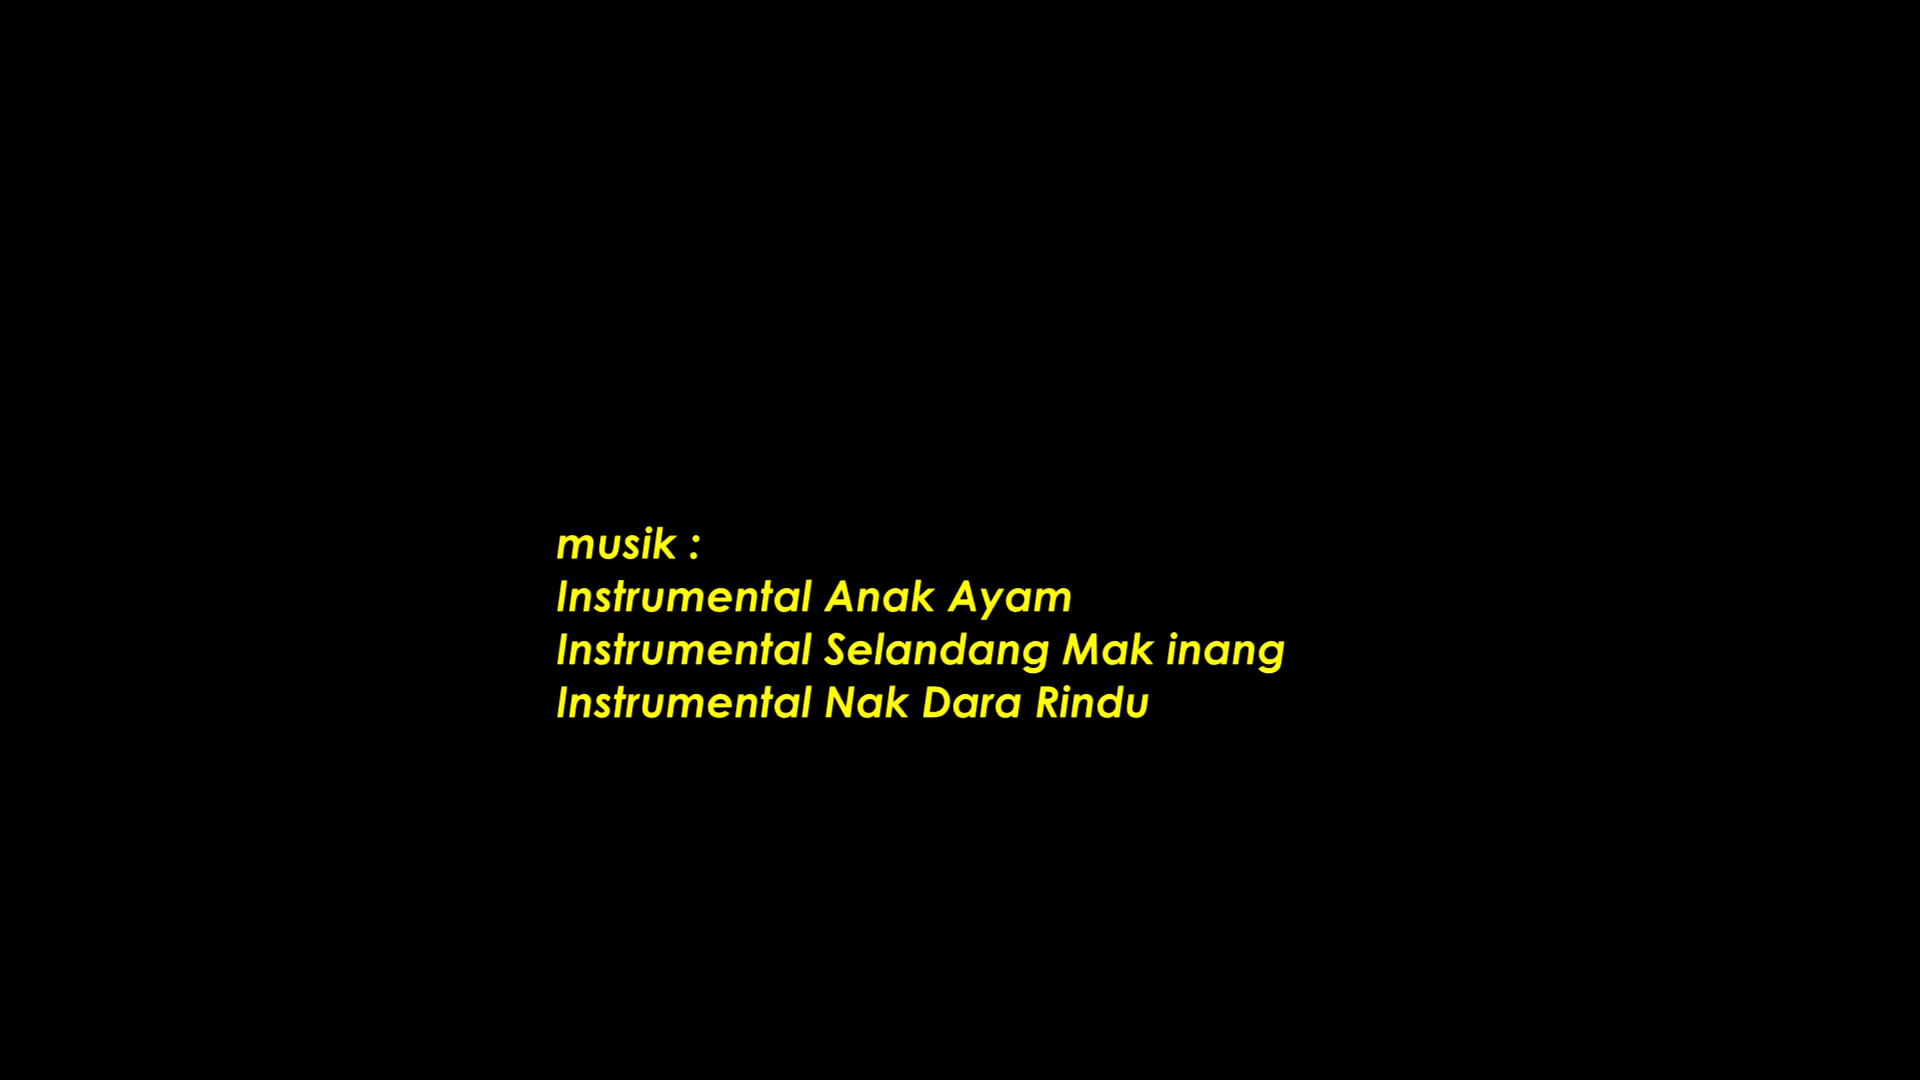 musik :
Instrumental Anak Ayam
Instrumental Selandang Mak inang
Instrumental Nak Dara Rindu